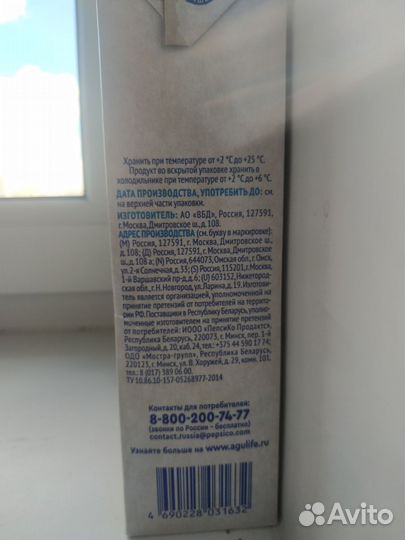 Хранить при температуре от +2 °С до +25 °С.
Продукт во вскрытой упаковке хранить в
холодильнике при температуре от +2 °С до +6 °С.
ДАТА ПРОИЗВОДСТВА, УПОТРЕБИТЬ ДО: см.
на верхней части упаковки.
ИЗГОТОВИТЕЛЬ: АО «ВБД», Россия, 127591,
г. Москва, Дмитровское ш., д. 108.
АДРЕС ПРОИЗВОДСТВА (см. букву в маркировке):
(М) Россия, 127591, г. Москва, Дмитровское
ш., д. 108; (Д) Россия, 127591, г. Москва, Дмитровское
ш., д. 108 а; (N) Россия, 644073, Омская обл., г. Омск,
ул. 2-я Солнечная, д. 33; (S) Россия, 115201, г. Москва,
1-й Варшавский пр-д, д. 6; (U) 603152, Нижегород-
ская обл., г. Н. Новгород, ул. Ларина, д. 19. Изготови-
тель является организацией, уполномоченной на
принятие претензий от потребителей на террито-
рии РФ. Поставщики в Республику Беларусь, уполно-
моченные изготовителем на принятие претензий
от потребителей: ИООО «ПепсиКо Продактс»,
Республика Беларусь, 220073, г. Минск, пер. 1-й
Загородный, д. 20, каб. 24, тел.: +375 44 590 17 74;
ОДО «Мостра-групп», Республика Беларусь,
220123, г. Минск, ул. В. Хоружей, д. 29, комн. 101,
тел.: 8 (017) 389 06 00.
ТУ 10.86.10-157-05268977-2014
Контакты для потребителей:
8-800-200-74-77
(звонки по России - бесплатно)
contact.russia@pepsico.com
Узнайте больше на www.agulife.ru
4 690228 031632
Avito